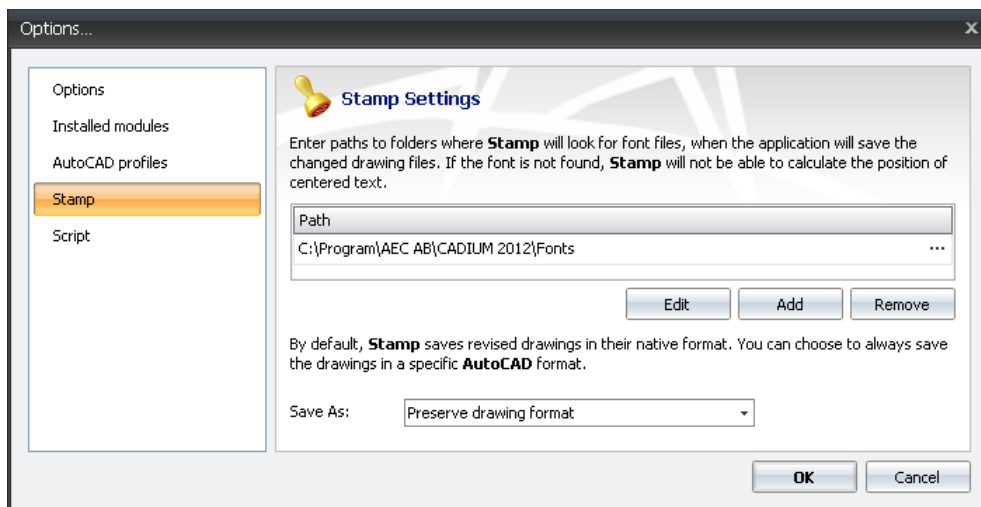 Options...
x
Options
Installed modules
AutoCAD profiles
Stamp
Script
Stamp Settings
Enter paths to folders where Stamp will look for font files, when the application will save the
changed drawing files. If the font is not found, Stamp will not be able to calculate the position of
centered text.
Path
C:\Program\AEC AB\CADIUM 2012\Fonts ...
Edit Add Remove
By default, Stamp saves revised drawings in their native format. You can choose to always save
the drawings in a specific AutoCAD format.
Save As: Preserve drawing format
OK Cancel